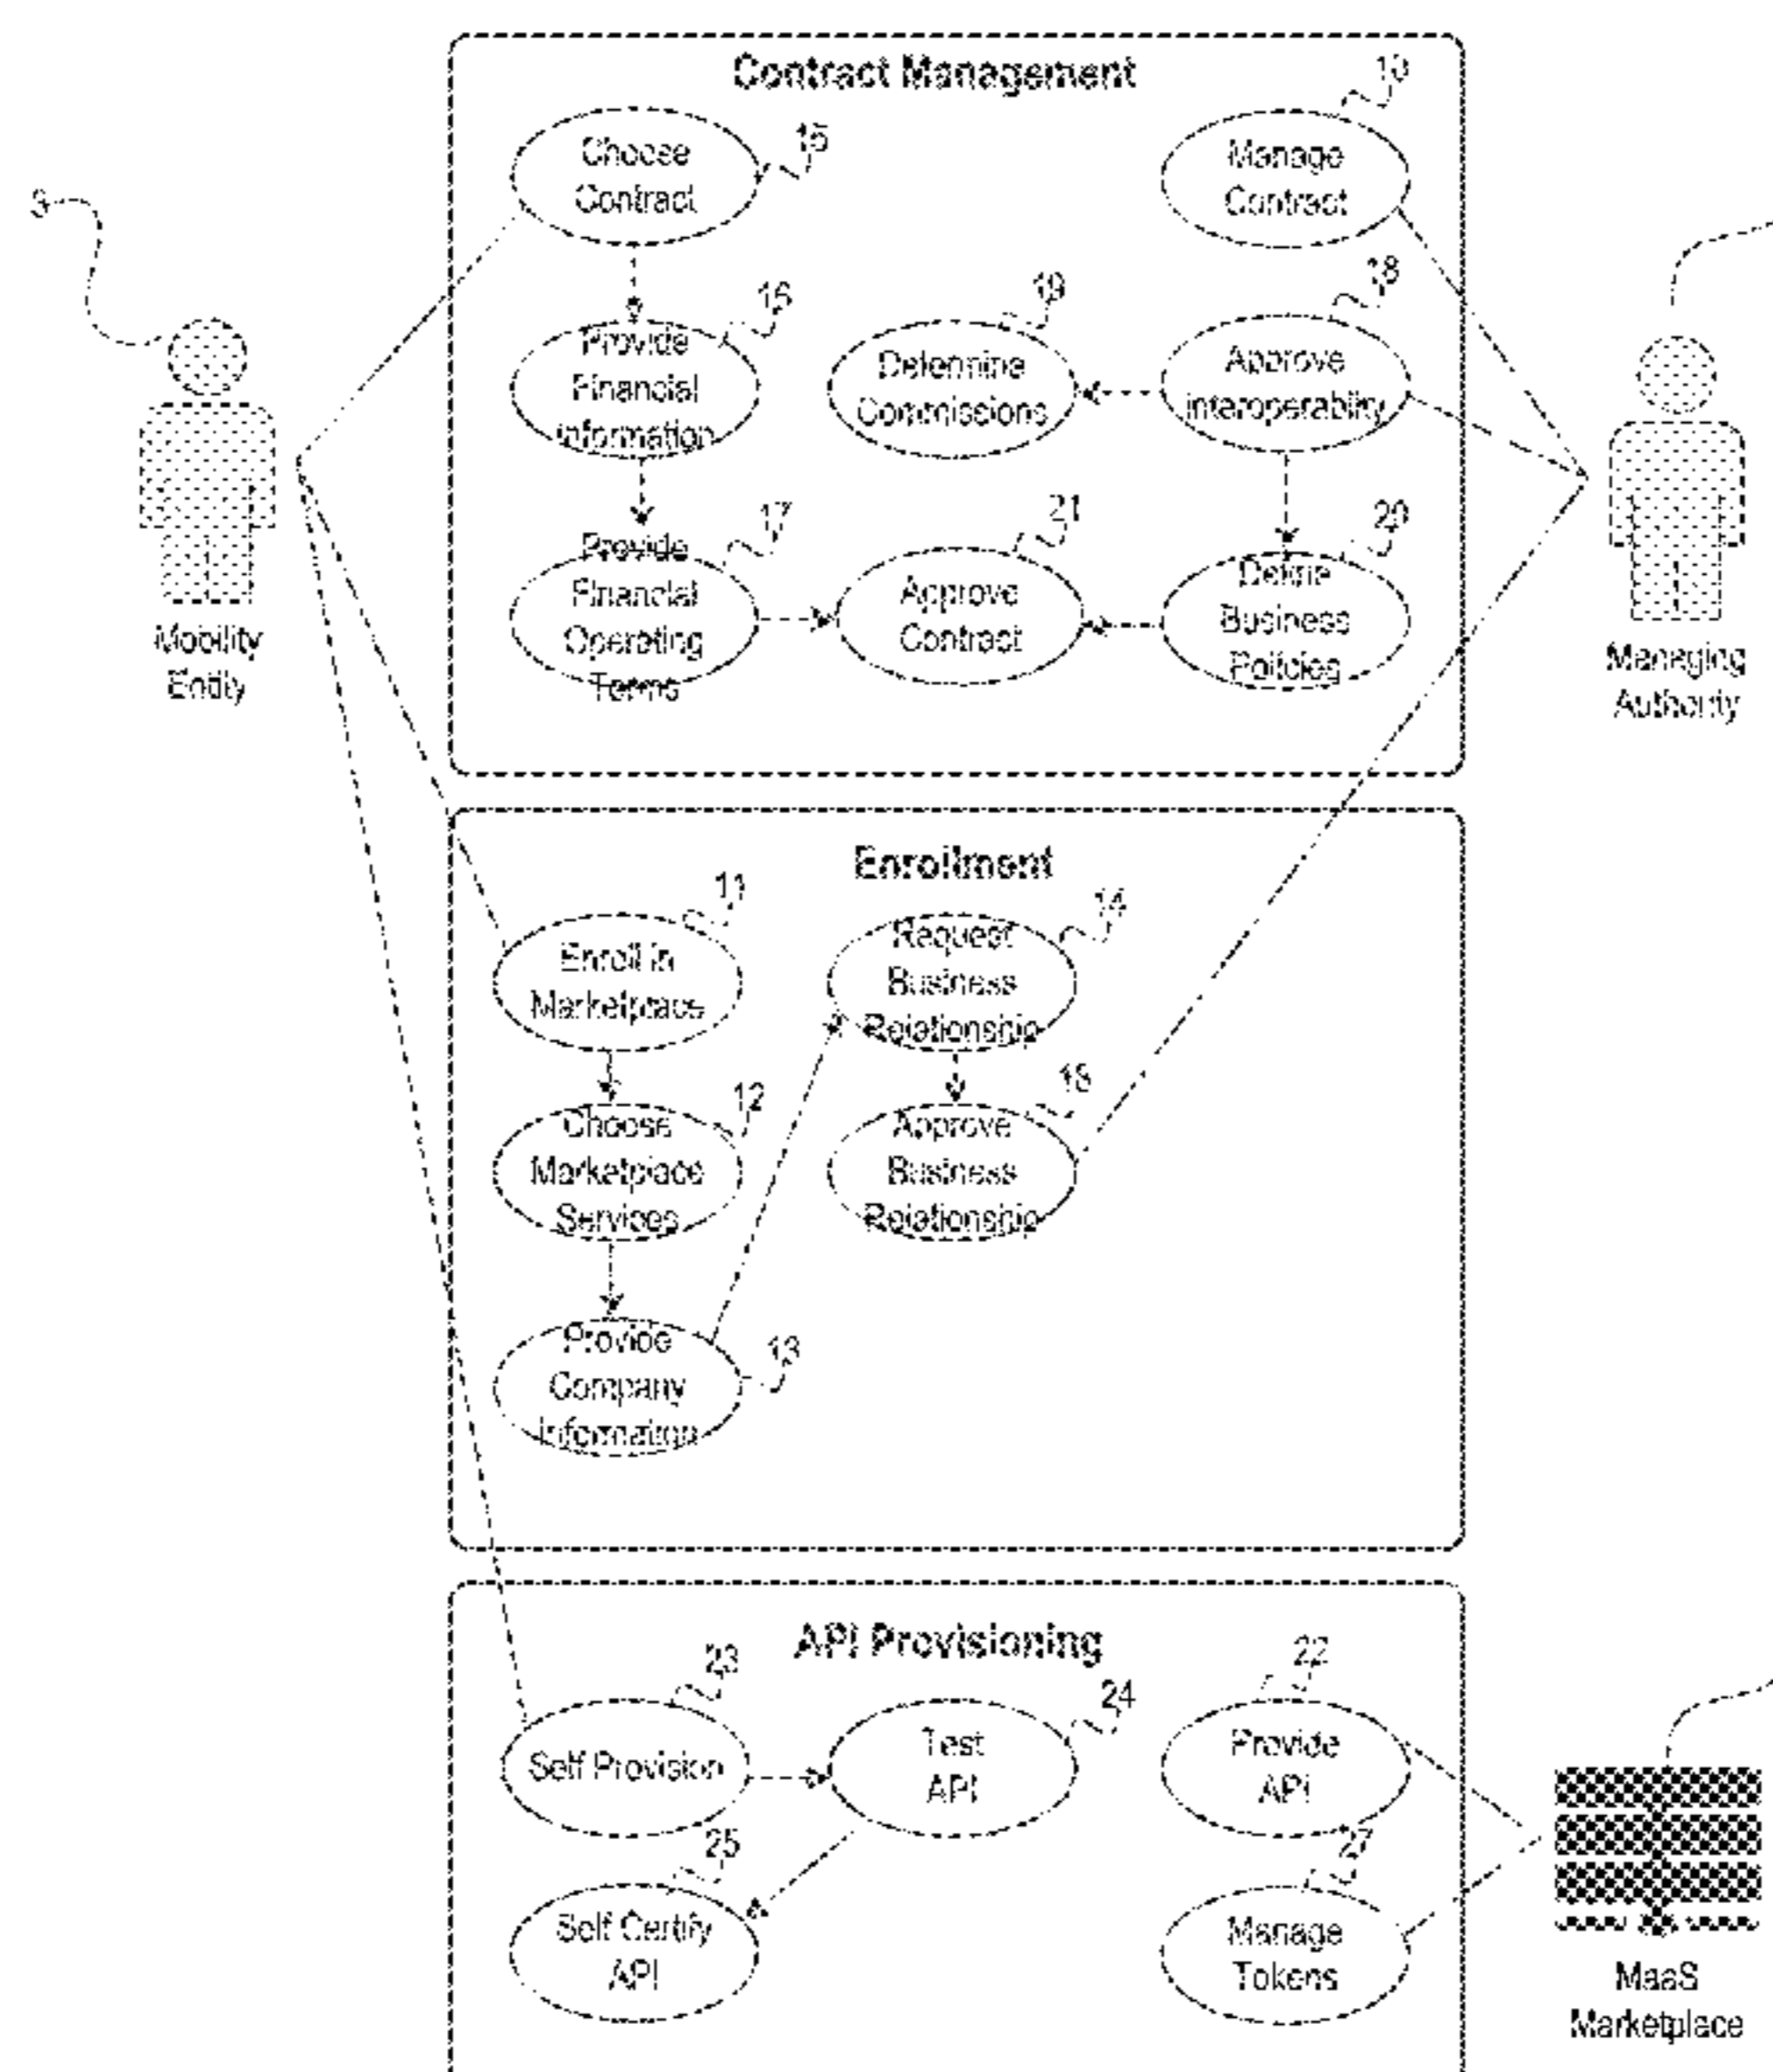 Contract Management
10
Choose
Contract
15
Manage
Contract
3
Provide
Financial
Information
16
Determine
Commissions
19
Approve
interoperability
18
Provide
Financial
Operating
Terms
17
Approve
Contract
21
Define
Business
Policies
20
Mobility
Entity
Managing
Authority
Enrollment
Enroll in
Marketplace
11
Request
Business
Relationship
14
Choose
Marketplace
Services
12
Approve
Business
Relationship
18
Provide
Company
Information
13
API Provisioning
Self Provision
23
Test
API
24
Provide
API
22
Self Certify
API
25
Manage
Tokens
27
MaaS
Marketplace